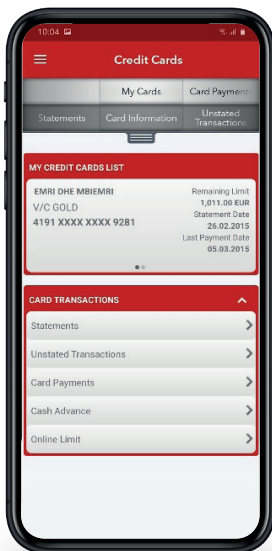 10:04
Credit Cards
My Cards Card Payment
Statements Card Information Unstated Transactions
MY CREDIT CARDS LIST
EMRI DHE MBIEMRI
V/C GOLD
4191 XXXX XXXX 9281
Remaining Limit
1,011.00 EUR
Statement Date
26.02.2015
Last Payment Date
05.03.2015
CARD TRANSACTIONS
Statements
Unstated Transactions
Card Payments
Cash Advance
Online Limit